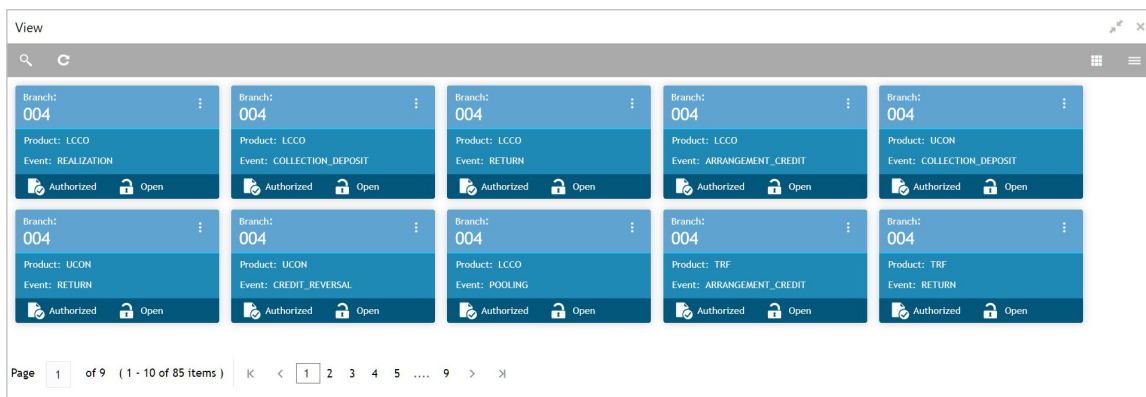 View
Branch:
004
Product: LCCO
Event: REALIZATION
Authorized Open
Branch:
004
Product: LCCO
Event: COLLECTION_DEPOSIT
Authorized Open
Branch:
004
Product: LCCO
Event: RETURN
Authorized Open
Branch:
004
Product: LCCO
Event: ARRANGEMENT_CREDIT
Authorized Open
Branch:
004
Product: UCON
Event: COLLECTION_DEPOSIT
Authorized Open
Branch:
004
Product: UCON
Event: RETURN
Authorized Open
Branch:
004
Product: UCON
Event: CREDIT_REVERSAL
Authorized Open
Branch:
004
Product: LCCO
Event: POOLING
Authorized Open
Branch:
004
Product: TRF
Event: ARRANGEMENT_CREDIT
Authorized Open
Branch:
004
Product: TRF
Event: RETURN
Authorized Open
Page 1 of 9 ( 1 - 10 of 85 items ) 1 2 3 4 5 .... 9